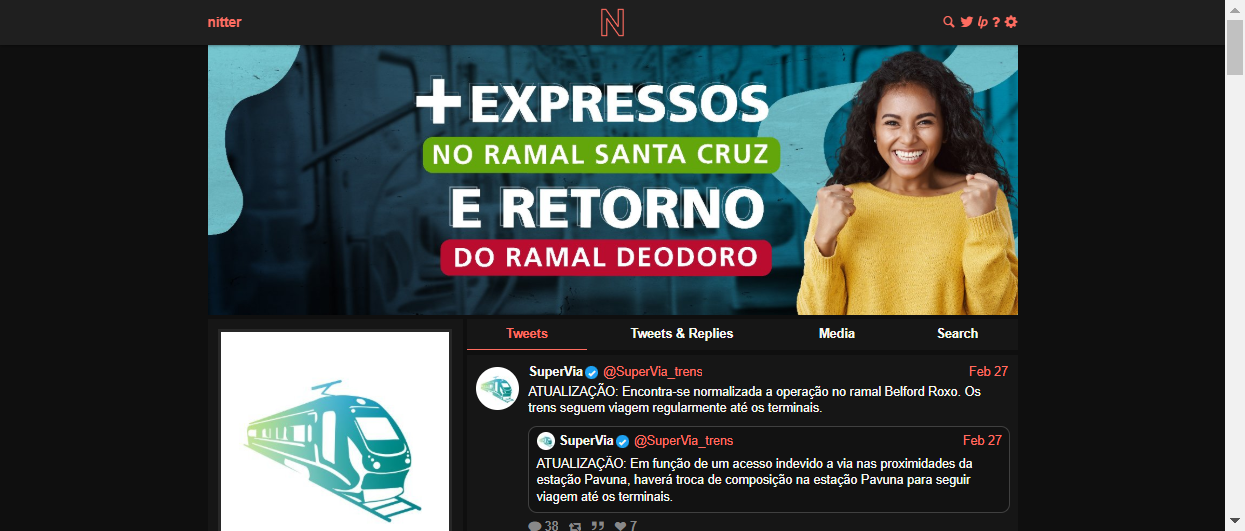 nitter
N
lp ?
+EXPRESSOS
NO RAMAL SANTA CRUZ
E RETORNO
DO RAMAL DEODORO
Tweets Tweets & Replies Media Search
SuperVia @SuperVia_trens Feb 27
ATUALIZAÇÃO: Encontra-se normalizada a operação no ramal Belford Roxo. Os
trens seguem viagem regularmente até os terminais.
SuperVia @SuperVia_trens Feb 27
ATUALIZAÇÃO: Em função de um acesso indevido a via nas proximidades da
estação Pavuna, haverá troca de composição na estação Pavuna para seguir
viagem até os terminais.
38 7